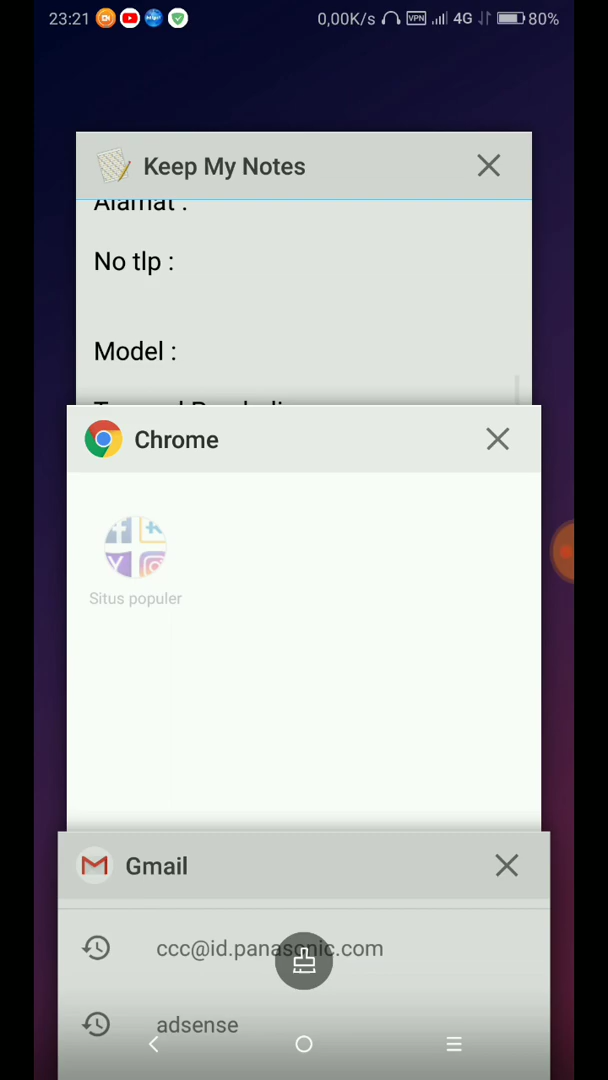 23:21 0,00K/s VPN 4G 80%
Keep My Notes
Alamat :
No tlp :
Model :
Chrome
Situs populer
Gmail
ccc@id.panasonic.com
adsense